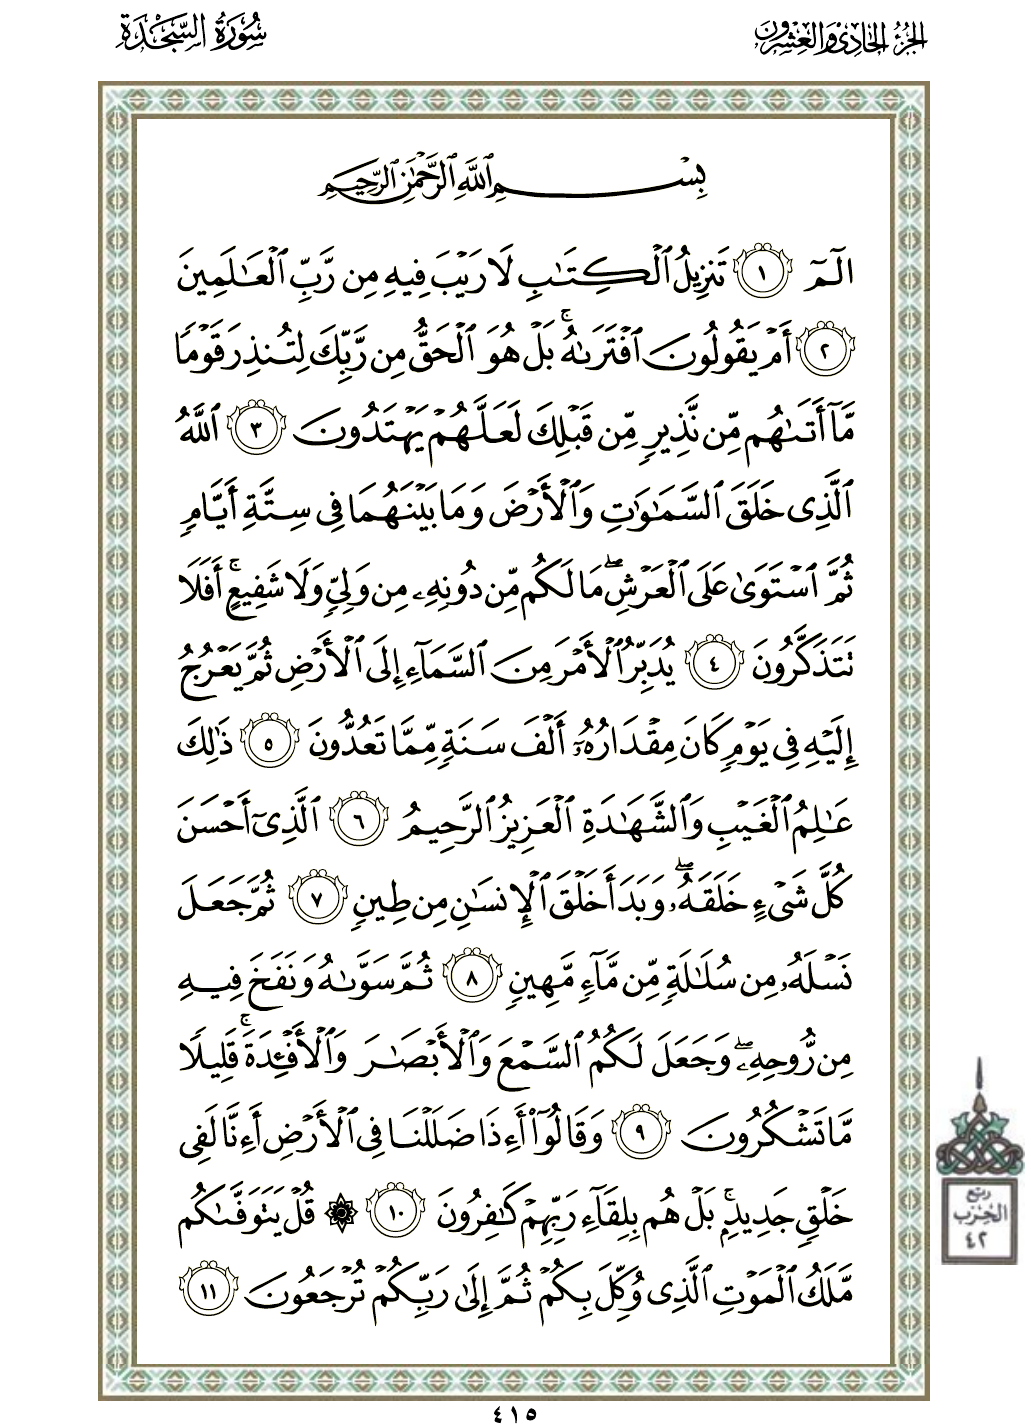 الجزء الحادي والعشرون
سورة السجدة
بِسْمِ ٱللَّهِ ٱلرَّحْمَٰنِ ٱلرَّحِيمِ
الٓمٓ ١ تَنزِيلُ ٱلْكِتَٰبِ لَا رَيْبَ فِيهِ مِن رَّبِّ ٱلْعَٰلَمِينَ
٢ أَمْ يَقُولُونَ ٱفْتَرَىٰهُ ۚ بَلْ هُوَ ٱلْحَقُّ مِن رَّبِّكَ لِتُنذِرَ قَوْمًا
مَّآ أَتَىٰهُم مِّن نَّذِيرٍ مِّن قَبْلِكَ لَعَلَّهُمْ يَهْتَدُونَ ٣ ٱللَّهُ
ٱلَّذِى خَلَقَ ٱلسَّمَٰوَٰتِ وَٱلْأَرْضَ وَمَا بَيْنَهُمَا فِى سِتَّةِ أَيَّامٍ
ثُمَّ ٱسْتَوَىٰ عَلَى ٱلْعَرْشِ ۖ مَا لَكُم مِّن دُونِهِۦ مِن وَلِىٍّ وَلَا شَفِيعٍ ۚ أَفَلَا
تَتَذَكَّرُونَ ٤ يُدَبِّرُ ٱلْأَمْرَ مِنَ ٱلسَّمَآءِ إِلَى ٱلْأَرْضِ ثُمَّ يَعْرُجُ
إِلَيْهِ فِى يَوْمٍ كَانَ مِقْدَارُهُۥٓ أَلْفَ سَنَةٍ مِّمَّا تَعُدُّونَ ٥ ذَٰلِكَ
عَٰلِمُ ٱلْغَيْبِ وَٱلشَّهَٰدَةِ ٱلْعَزِيزُ ٱلرَّحِيمُ ٦ ٱلَّذِىٓ أَحْسَنَ
كُلَّ شَىْءٍ خَلَقَهُۥ ۖ وَبَدَأَ خَلْقَ ٱلْإِنسَٰنِ مِن طِينٍ ٧ ثُمَّ جَعَلَ
نَسْلَهُۥ مِن سُلَٰلَةٍ مِّن مَّآءٍ مَّهِينٍ ٨ ثُمَّ سَوَّىٰهُ وَنَفَخَ فِيهِ
مِن رُّوحِهِۦ ۖ وَجَعَلَ لَكُمُ ٱلسَّمْعَ وَٱلْأَبْصَٰرَ وَٱلْأَفْـِٔدَةَ ۚ قَلِيلًا
مَّا تَشْكُرُونَ ٩ وَقَالُوٓا۟ أَءِذَا ضَلَلْنَا فِى ٱلْأَرْضِ أَءِنَّا لَفِى
خَلْقٍ جَدِيدٍۭ ۚ بَلْ هُم بِلِقَآءِ رَبِّهِمْ كَٰفِرُونَ ١٠ ۞ قُلْ يَتَوَفَّىٰكُم
مَّلَكُ ٱلْمَوْتِ ٱلَّذِى وُكِّلَ بِكُمْ ثُمَّ إِلَىٰ رَبِّكُمْ تُرْجَعُونَ ١١
ربع
الحزب
٤٢
٤١٥